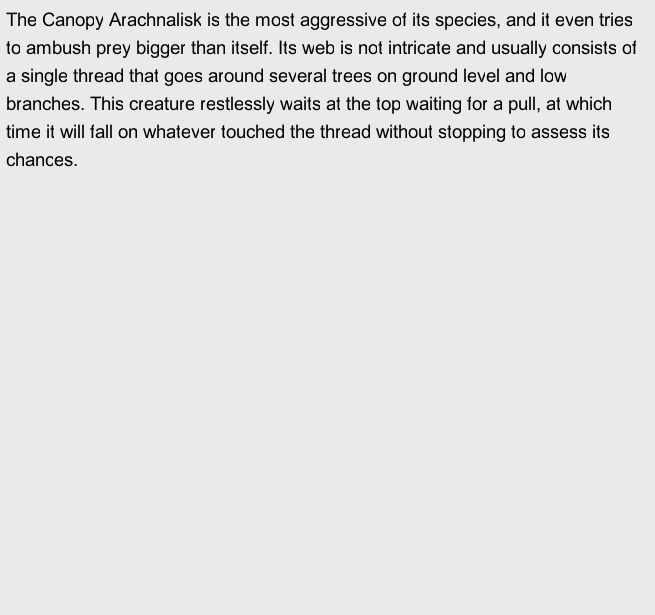 The Canopy Arachnalisk is the most aggressive of its species, and it even tries
to ambush prey bigger than itself. Its web is not intricate and usually consists of
a single thread that goes around several trees on ground level and low
branches. This creature restlessly waits at the top waiting for a pull, at which
time it will fall on whatever touched the thread without stopping to assess its
chances.